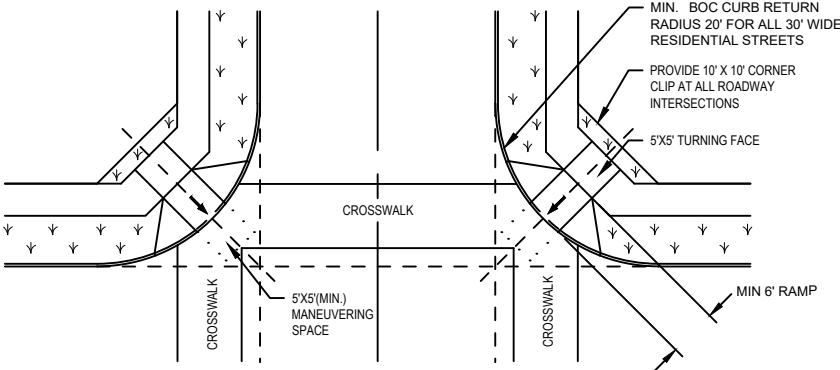 MIN. BOC CURB RETURN
RADIUS 20' FOR ALL 30' WIDE
RESIDENTIAL STREETS
PROVIDE 10' X 10' CORNER
CLIP AT ALL ROADWAY
INTERSECTIONS
5'X5' TURNING FACE
CROSSWALK
MIN 6' RAMP
5'X5'(MIN.)
MANEUVERING
SPACE
CROSSWALK
CROSSWALK